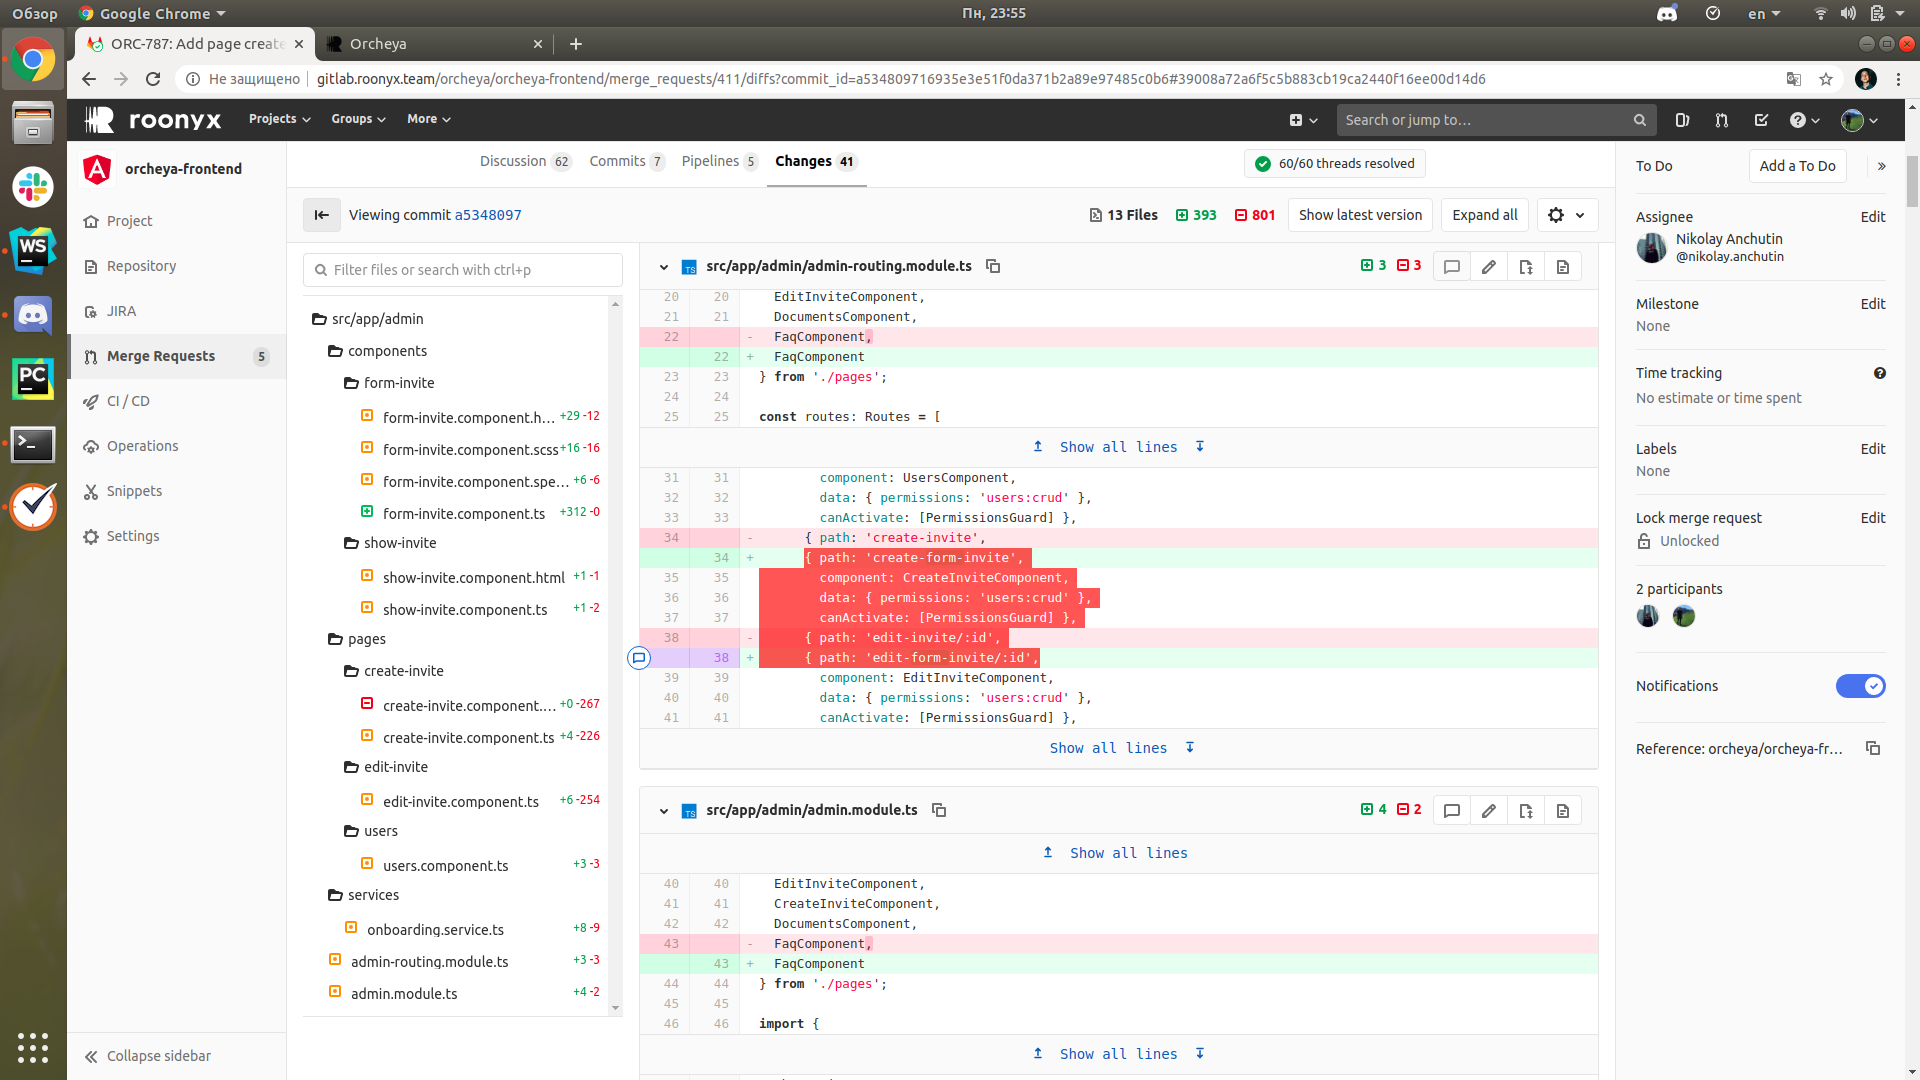 Обзор
Google Chrome
Пн, 23:55
en
ORC-787: Add page create
Orcheya
Не защищено
gitlab.roonyx.team/orcheya/orcheya-frontend/merge_requests/411/diffs?commit_id=a534809716935e3e51f0da371b2a89e97485c0b6#39008a72a6f5c5b883cb19ca2440f16ee00d14d6
roonyx
Projects
Groups
More
Search or jump to…
orcheya-frontend
Project
Repository
JIRA
Merge Requests 5
CI / CD
Operations
Snippets
Settings
Collapse sidebar
Discussion 62
Commits 7
Pipelines 5
Changes 41
60/60 threads resolved
Viewing commit a5348097
13 Files 393 801
Show latest version
Expand all
Filter files or search with ctrl+p
src/app/admin
components
form-invite
form-invite.component.h… +29 -12
form-invite.component.scss +16 -16
form-invite.component.spe… +6 -6
form-invite.component.ts +312 -0
show-invite
show-invite.component.html +1 -1
show-invite.component.ts +1 -2
pages
create-invite
create-invite.component.… +0 -267
create-invite.component.ts +4 -226
edit-invite
edit-invite.component.ts +6 -254
users
users.component.ts +3 -3
services
onboarding.service.ts +8 -9
admin-routing.module.ts +3 -3
admin.module.ts +4 -2
TS src/app/admin/admin-routing.module.ts 3 3
20 20 EditInviteComponent,
21 21 DocumentsComponent,
22 - FaqComponent,
22 + FaqComponent
23 23 } from './pages';
24 24
25 25 const routes: Routes = [
Show all lines
31 31 component: UsersComponent,
32 32 data: { permissions: 'users:crud' },
33 33 canActivate: [PermissionsGuard] },
34 - { path: 'create-invite',
34 + { path: 'create-form-invite',
35 35 component: CreateInviteComponent,
36 36 data: { permissions: 'users:crud' },
37 37 canActivate: [PermissionsGuard] },
38 - { path: 'edit-invite/:id',
38 + { path: 'edit-form-invite/:id',
39 39 component: EditInviteComponent,
40 40 data: { permissions: 'users:crud' },
41 41 canActivate: [PermissionsGuard] },
Show all lines
TS src/app/admin/admin.module.ts 4 2
Show all lines
40 40 EditInviteComponent,
41 41 CreateInviteComponent,
42 42 DocumentsComponent,
43 - FaqComponent,
43 + FaqComponent
44 44 } from './pages';
45 45
46 46 import {
Show all lines
To Do
Add a To Do
Assignee Edit
Nikolay Anchutin
@nikolay.anchutin
Milestone Edit
None
Time tracking
No estimate or time spent
Labels Edit
None
Lock merge request Edit
Unlocked
2 participants
Notifications
Reference: orcheya/orcheya-fr…
WS
PC